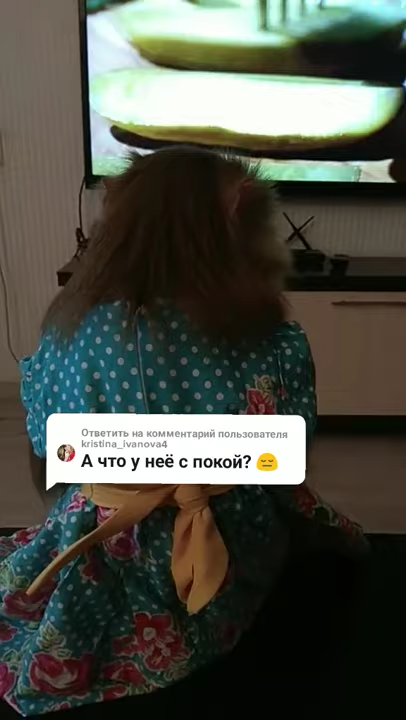 Ответить на комментарий пользователя
kristina_ivanova4
А что у неё с покой? 😔